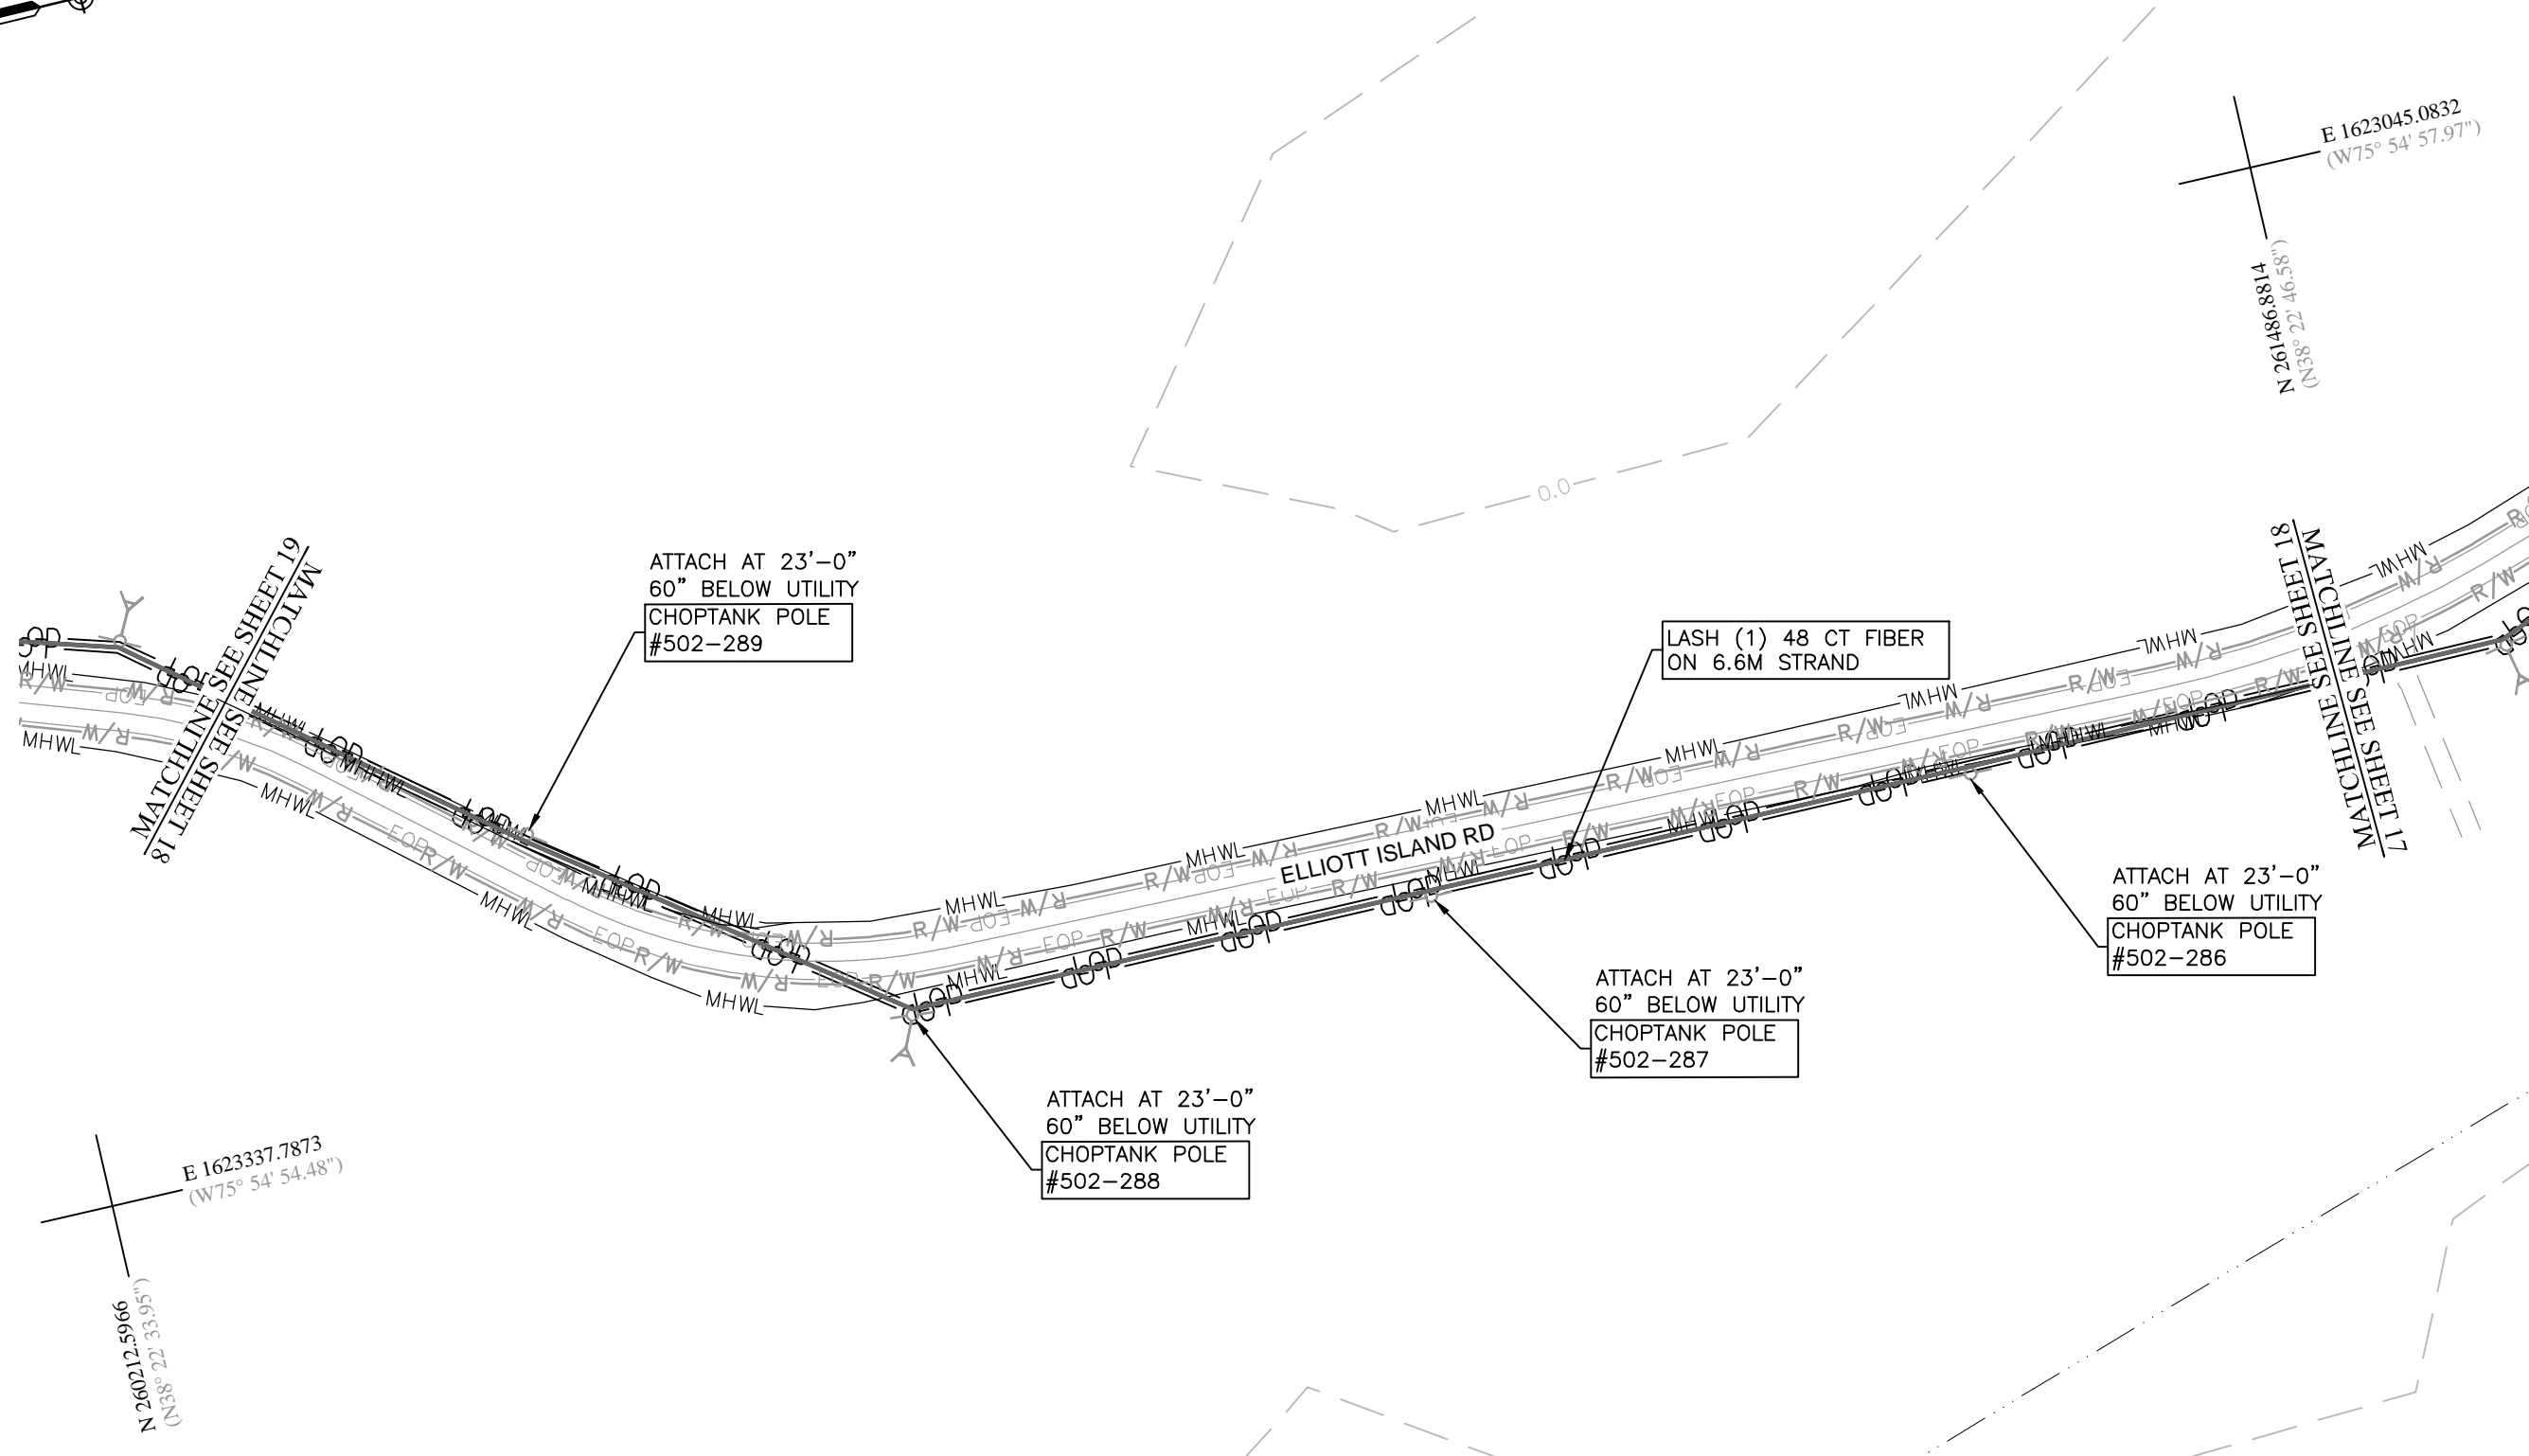 E 1623045.0832
(W75° 54' 57.97")
N 261486.8814
(N38° 22' 46.58")
0.0
ATTACH AT 23'-0"
60" BELOW UTILITY
CHOPTANK POLE
#502-289
MATCHLINE SEE SHEET 19
MATCHLINE SEE SHEET 18
LASH (1) 48 CT FIBER
ON 6.6M STRAND
MATCHLINE SEE SHEET 18
MATCHLINE SEE SHEET 17
ELLIOTT ISLAND RD
MHWL
R/W
EOP
LOD
ATTACH AT 23'-0"
60" BELOW UTILITY
CHOPTANK POLE
#502-286
ATTACH AT 23'-0"
60" BELOW UTILITY
CHOPTANK POLE
#502-287
ATTACH AT 23'-0"
60" BELOW UTILITY
CHOPTANK POLE
#502-288
E 1623337.7873
(W75° 54' 54.48")
N 260212.5966
(N38° 22' 33.95")